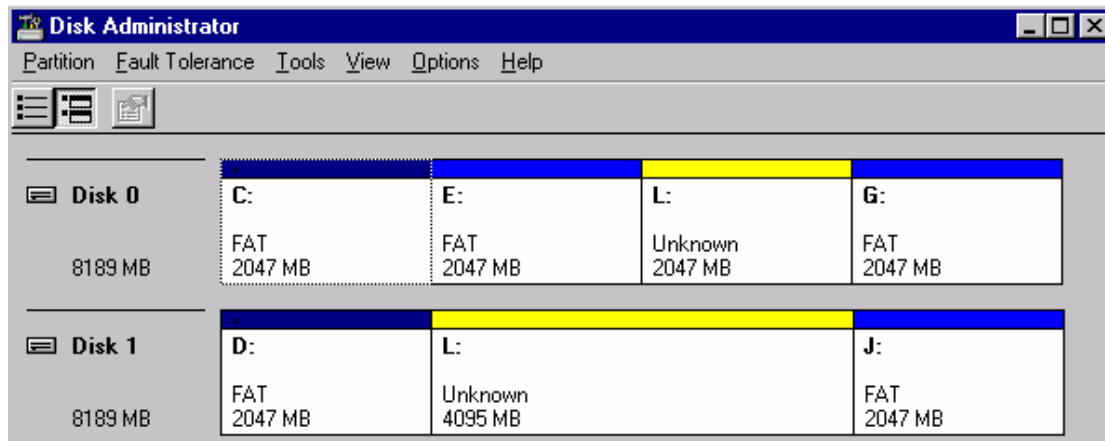 Disk Administrator
Partition Fault Tolerance Tools View Options Help
Disk 0
8189 MB
C:
FAT
2047 MB
E:
FAT
2047 MB
L:
Unknown
2047 MB
G:
FAT
2047 MB
Disk 1
8189 MB
D:
FAT
2047 MB
L:
Unknown
4095 MB
J:
FAT
2047 MB